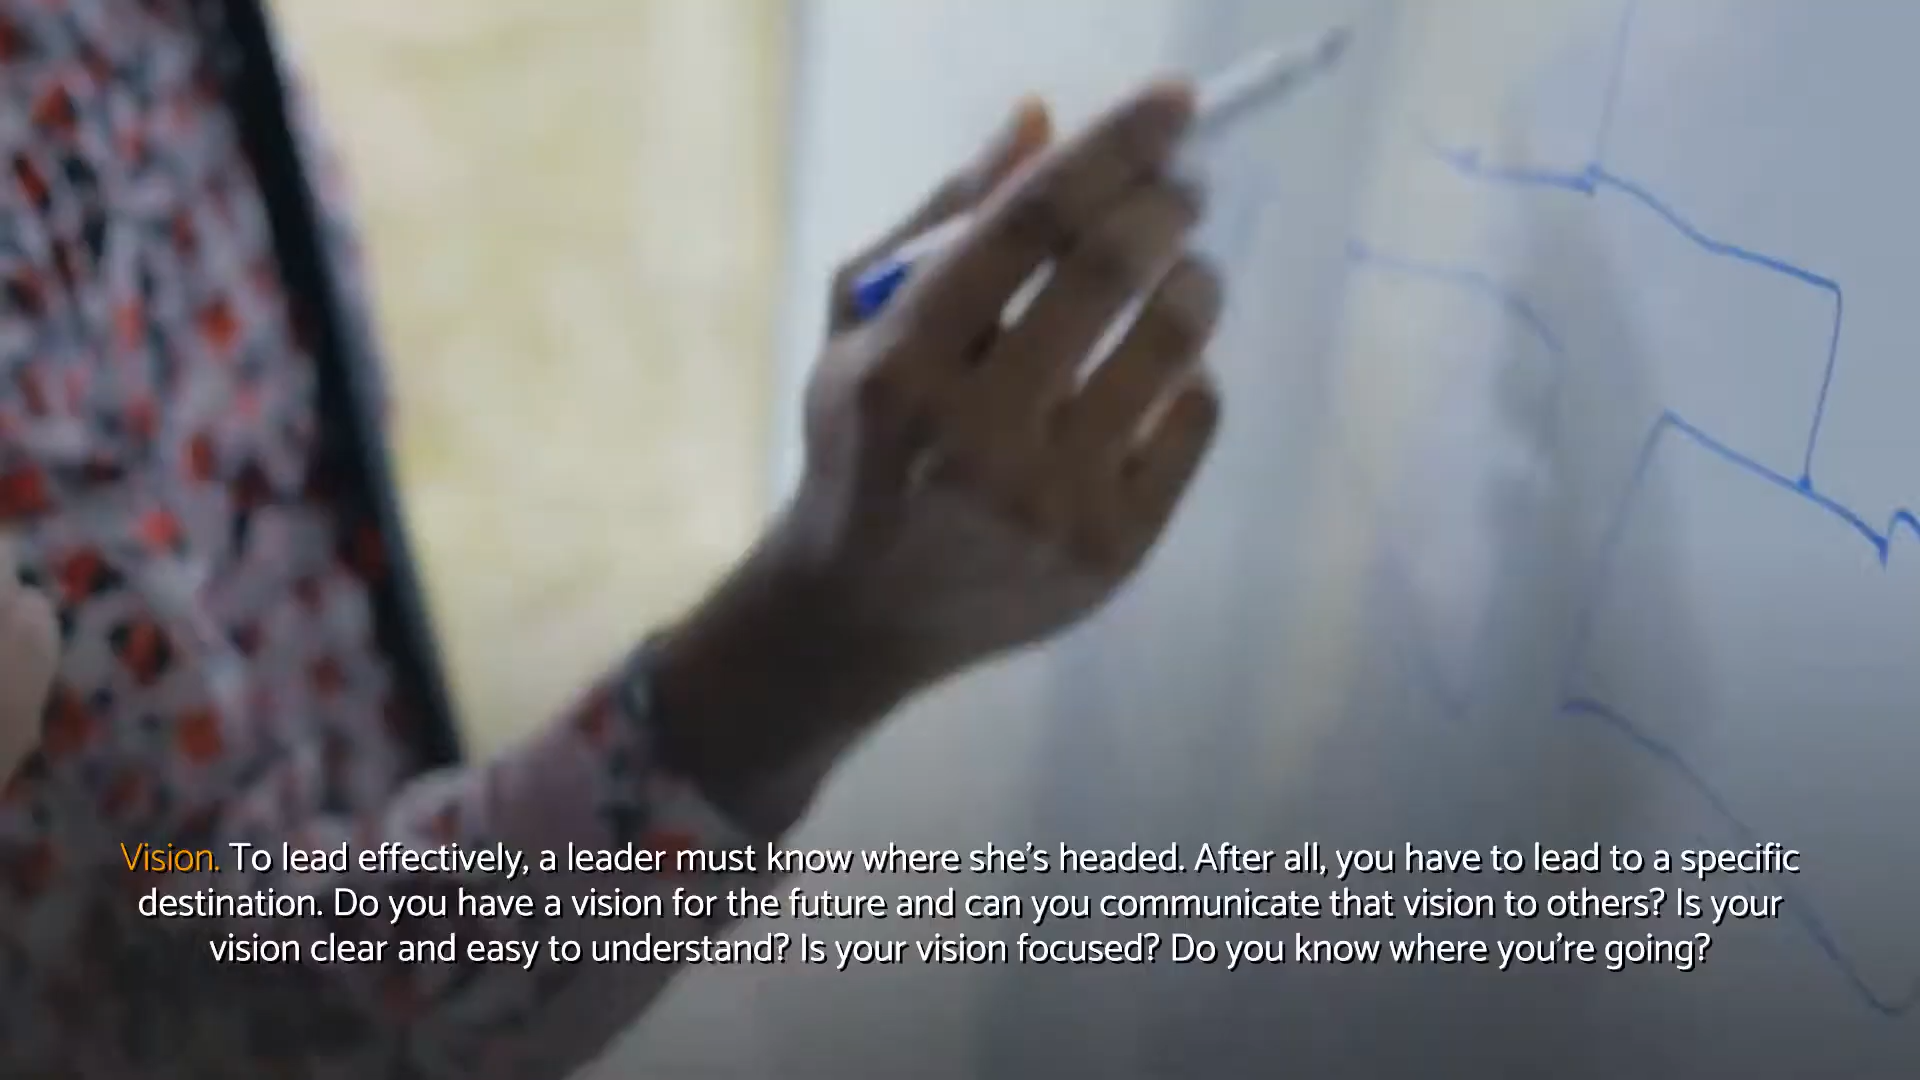 Vision. To lead effectively, a leader must know where she's headed. After all, you have to lead to a specific
destination. Do you have a vision for the future and can you communicate that vision to others? Is your
vision clear and easy to understand? Is your vision focused? Do you know where you're going?